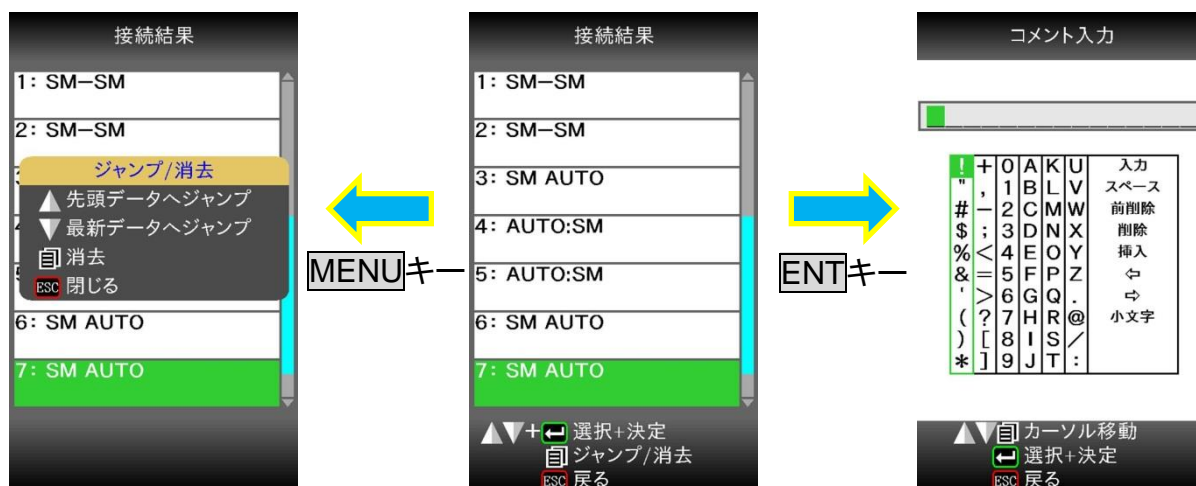 接続結果
1: SM-SM
2: SM-SM
ジャンプ/消去
先頭データへジャンプ
最新データへジャンプ
消去
ESC 閉じる
6: SM AUTO
7: SM AUTO
MENUキー
接続結果
1: SM-SM
2: SM-SM
3: SM AUTO
4: AUTO:SM
5: AUTO:SM
6: SM AUTO
7: SM AUTO
▲▼+ 選択+決定
ジャンプ/消去
ESC 戻る
ENTキー
コメント入力
! + 0 A K U 入力
" , 1 B L V スペース
# - 2 C M W 前削除
$ ; 3 D N X 削除
% < 4 E O Y 挿入
& = 5 F P Z ⇦
' > 6 G Q . ⇨
( ? 7 H R @ 小文字
) [ 8 I S /
* ] 9 J T :
▲▼ カーソル移動
選択+決定
ESC 戻る